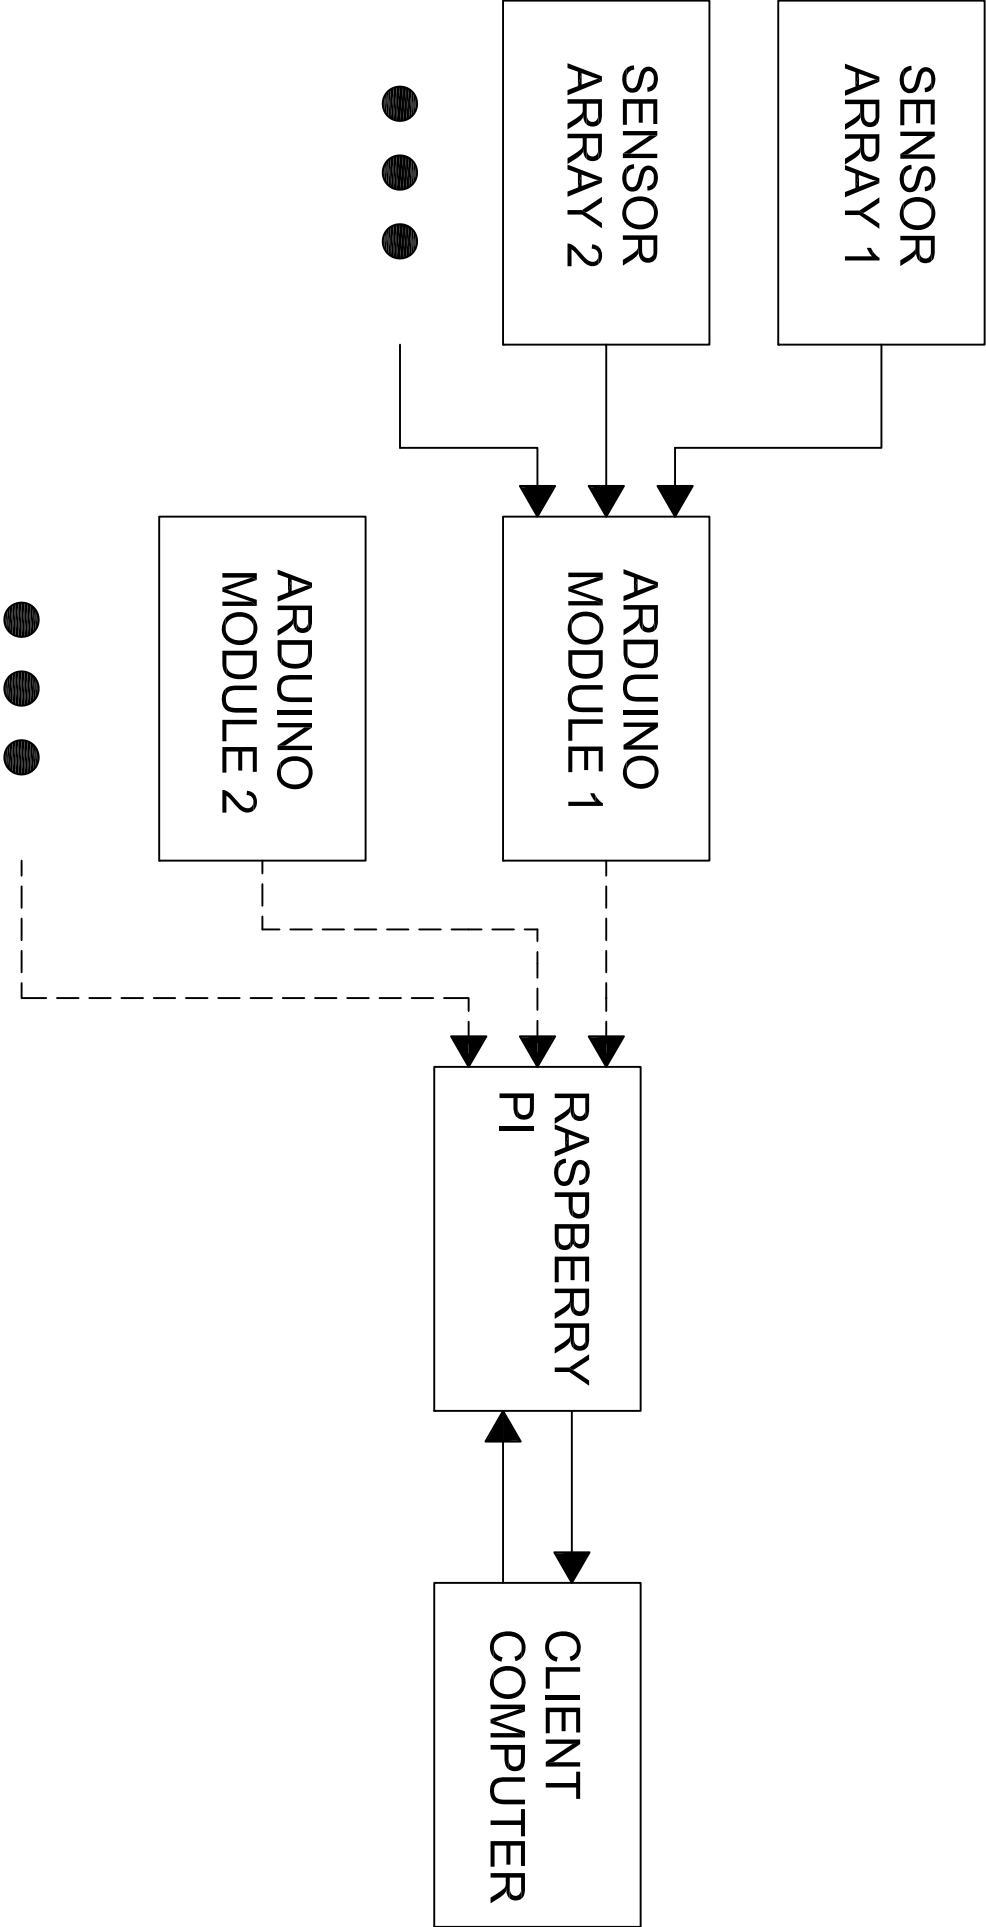 SENSOR
ARRAY 1
SENSOR
ARRAY 2
ARDUINO
MODULE 1
ARDUINO
MODULE 2
RASPBERRY
PI
CLIENT
COMPUTER